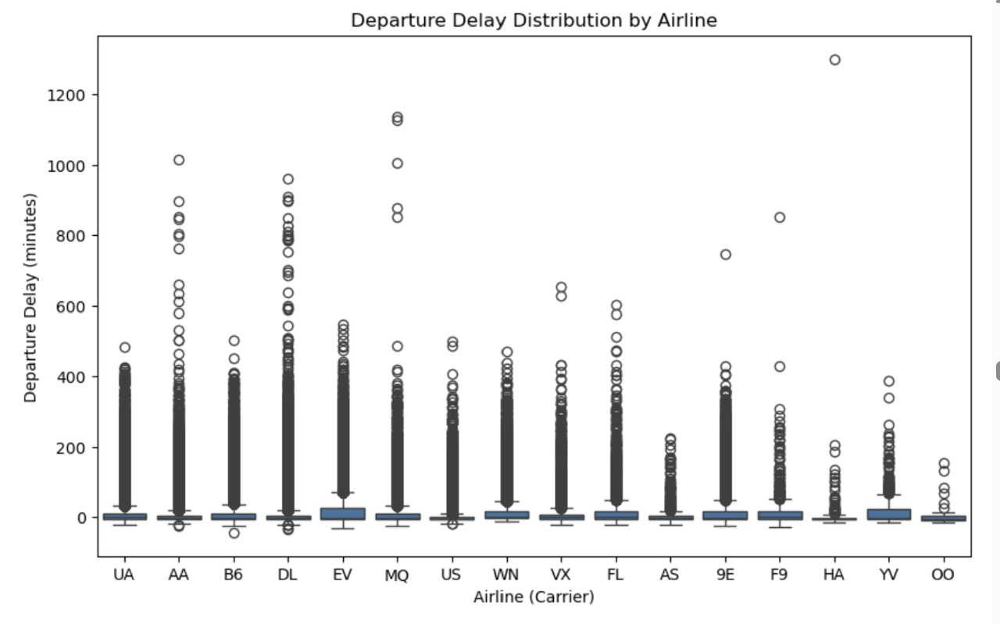 Departure Delay Distribution by Airline
Departure Delay (minutes)
1200
1000
800
600
400
200
0
UA AA B6 DL EV MQ US WN VX FL AS 9E F9 HA YV OO
Airline (Carrier)